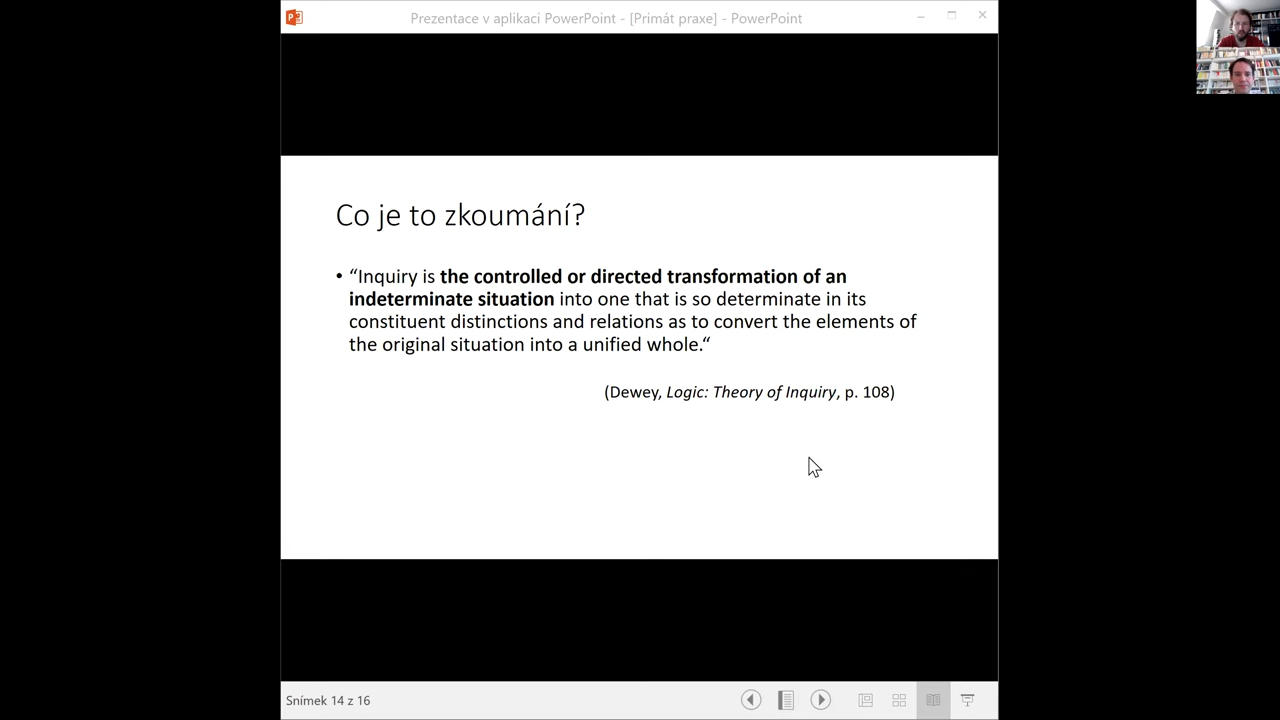 Prezentace v aplikaci PowerPoint - [Primát praxe] - PowerPoint
Co je to zkoumání?
• “Inquiry is the controlled or directed transformation of an
indeterminate situation into one that is so determinate in its
constituent distinctions and relations as to convert the elements of
the original situation into a unified whole.“
(Dewey, Logic: Theory of Inquiry, p. 108)
Snímek 14 z 16